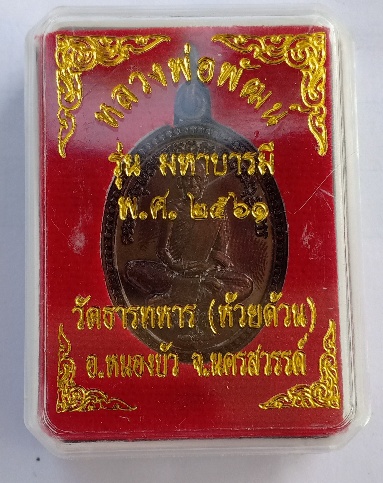 หลวงพ่อพัฒน์
รุ่น มหาบารมี
พ.ศ. ๒๕๖๑
วัดธารทหาร (ห้วยด้วน)
อ.หนองบัว จ.นครสวรรค์